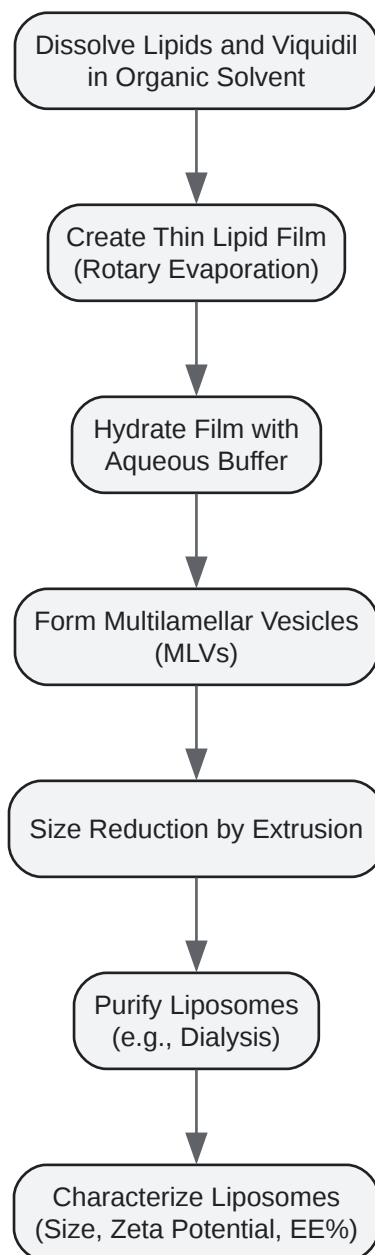 Dissolve Lipids and Viquidil
in Organic Solvent
Create Thin Lipid Film
(Rotary Evaporation)
Hydrate Film with
Aqueous Buffer
Form Multilamellar Vesicles
(MLVs)
Size Reduction by Extrusion
Purify Liposomes
(e.g., Dialysis)
Characterize Liposomes
(Size, Zeta Potential, EE%)